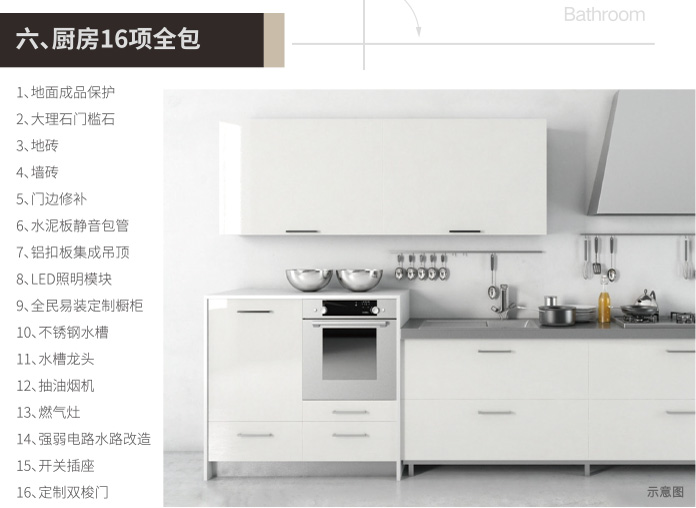 Bathroom
六、厨房16项全包
1、地面成品保护
2、大理石门槛石
3、地砖
4、墙砖
5、门边修补
6、水泥板静音包管
7、铝扣板集成吊顶
8、LED照明模块
9、全民易装定制橱柜
10、不锈钢水槽
11、水槽龙头
12、抽油烟机
13、燃气灶
14、强弱电路水路改造
15、开关插座
16、定制双梭门
示意图